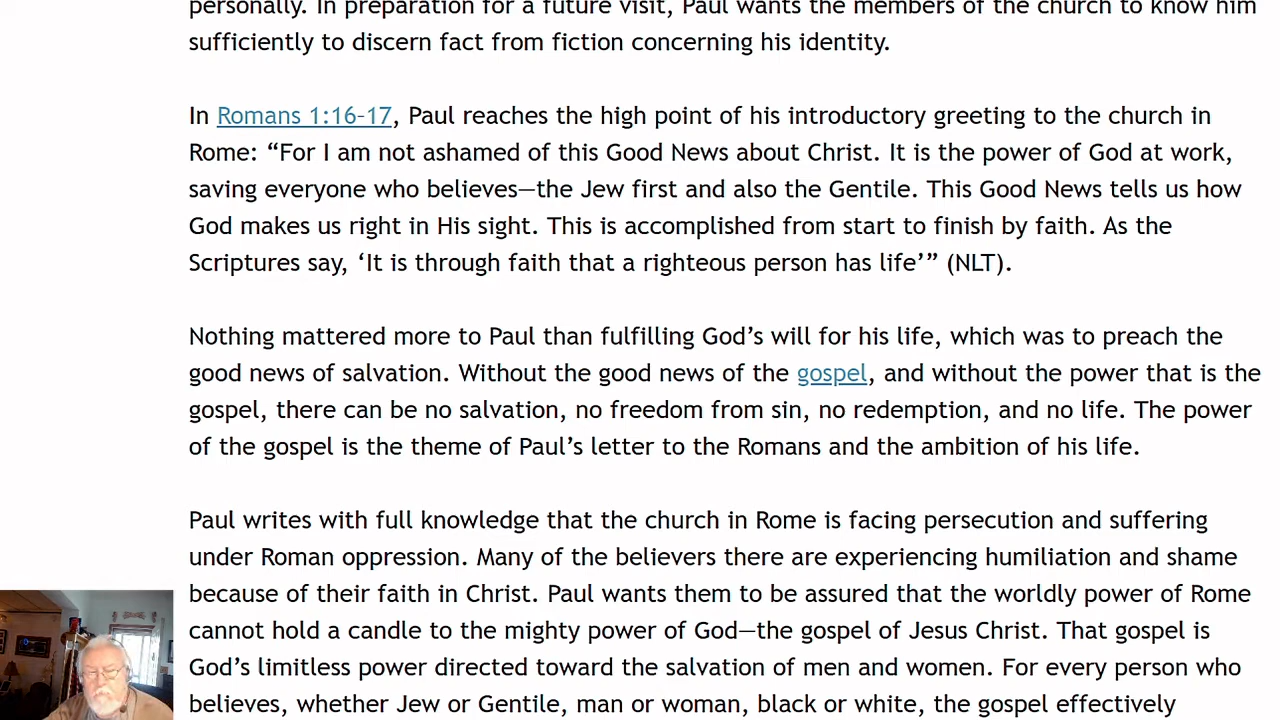 personally. In preparation for a future visit, Paul wants the members of the church to know him
sufficiently to discern fact from fiction concerning his identity.
In Romans 1:16–17, Paul reaches the high point of his introductory greeting to the church in
Rome: “For I am not ashamed of this Good News about Christ. It is the power of God at work,
saving everyone who believes—the Jew first and also the Gentile. This Good News tells us how
God makes us right in His sight. This is accomplished from start to finish by faith. As the
Scriptures say, ‘It is through faith that a righteous person has life’” (NLT).
Nothing mattered more to Paul than fulfilling God’s will for his life, which was to preach the
good news of salvation. Without the good news of the gospel, and without the power that is the
gospel, there can be no salvation, no freedom from sin, no redemption, and no life. The power
of the gospel is the theme of Paul’s letter to the Romans and the ambition of his life.
Paul writes with full knowledge that the church in Rome is facing persecution and suffering
under Roman oppression. Many of the believers there are experiencing humiliation and shame
because of their faith in Christ. Paul wants them to be assured that the worldly power of Rome
cannot hold a candle to the mighty power of God—the gospel of Jesus Christ. That gospel is
God’s limitless power directed toward the salvation of men and women. For every person who
believes, whether Jew or Gentile, man or woman, black or white, the gospel effectively